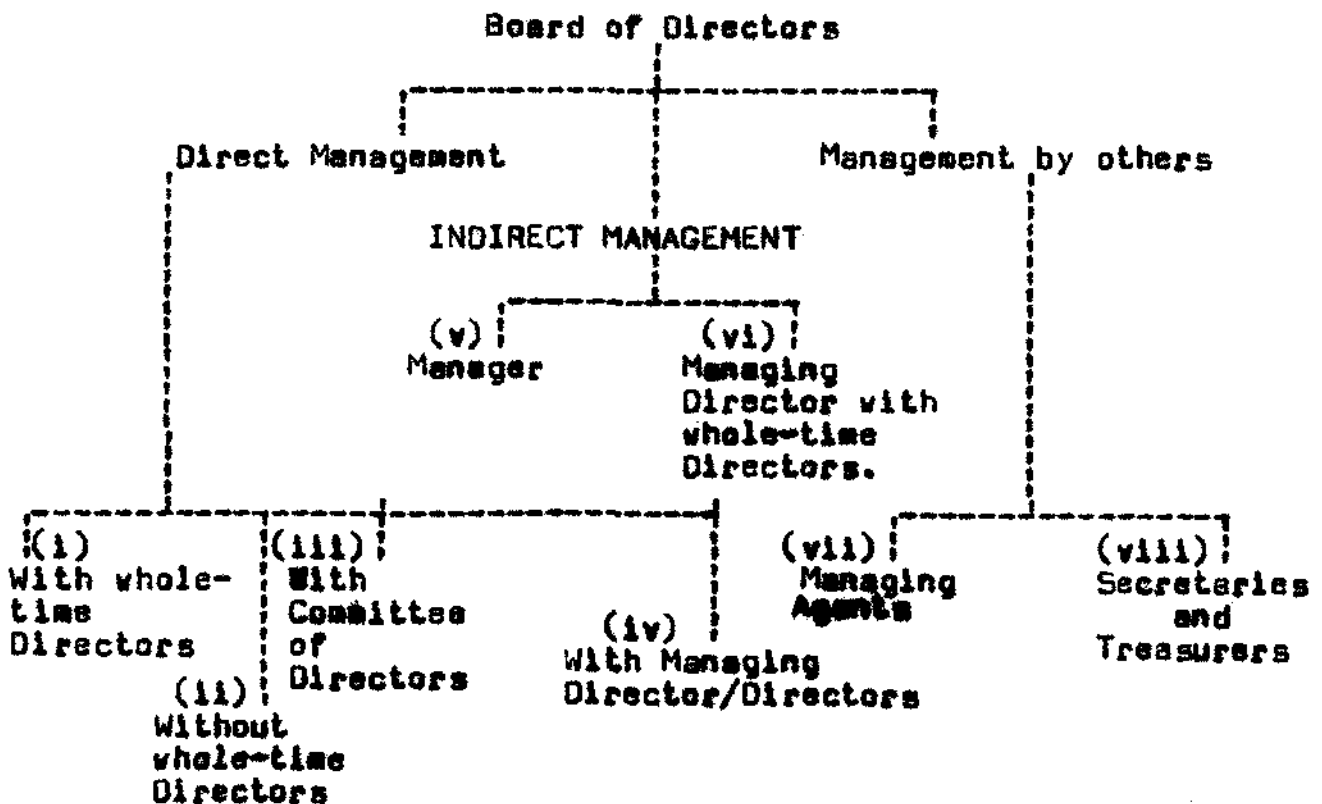 Board of Directors
Direct Management
Management by others
INDIRECT MANAGEMENT
(v)
Manager
(vi)
Managing
Director with
whole-time
Directors.
(i)
With whole-
time
Directors
(ii)
Without
whole-time
Directors
(iii)
With
Committee
of
Directors
(iv)
With Managing
Director/Directors
(vii)
Managing
Agents
(viii)
Secretaries
and
Treasurers